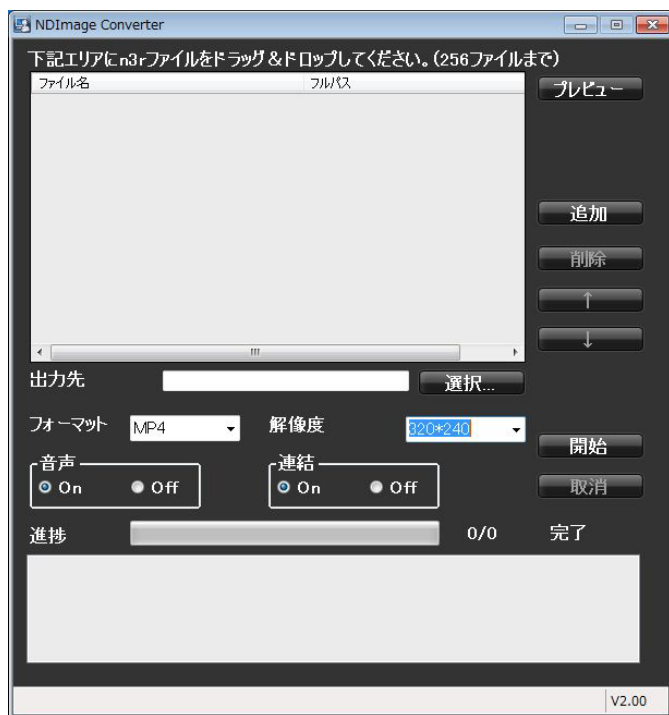 NDImage Converter
下記エリアにn3rファイルをドラッグ&ドロップしてください。(256ファイルまで)
ファイル名 フルパス
プレビュー
追加
削除
↑
↓
出力先 選択...
フォーマット MP4 解像度 320*240
開始
音声 連結
On Off On Off
取消
進捗 0/0 完了
V2.00